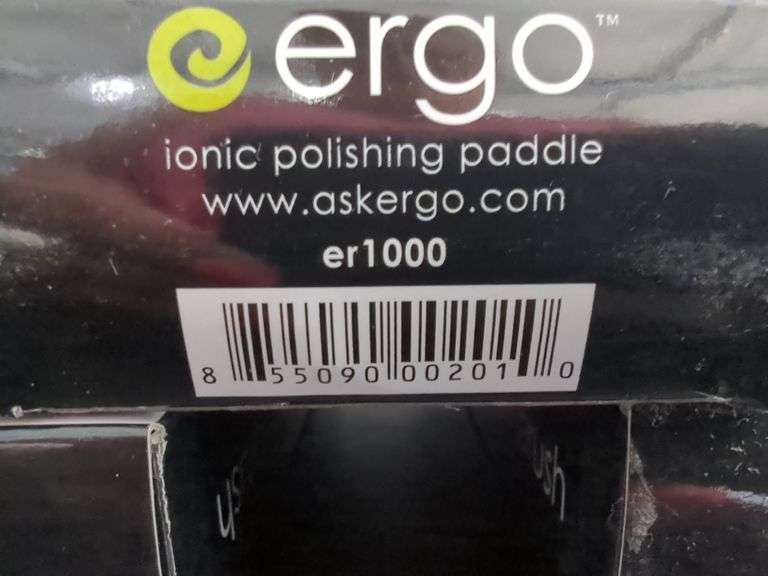 ergo™
ionic polishing paddle
www.askergo.com
er1000
8 55090 00201 0